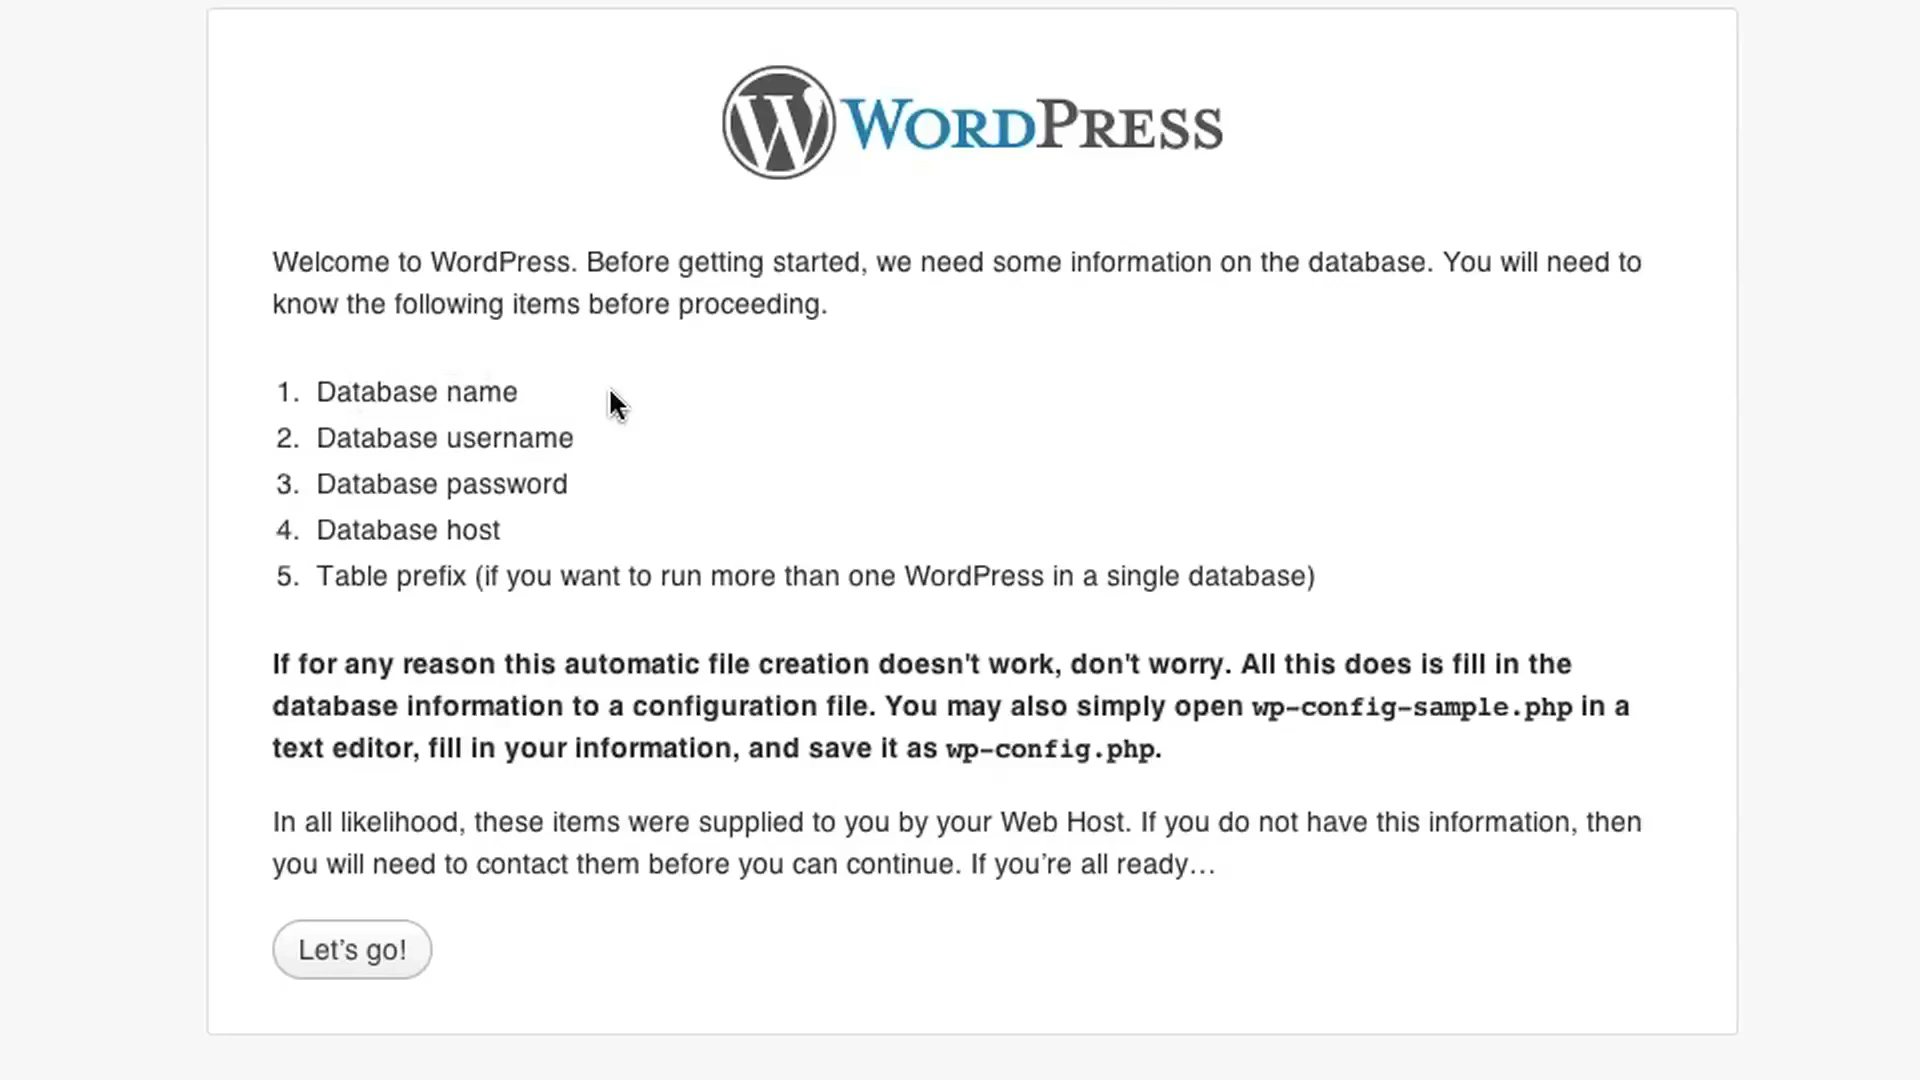 WORDPRESS
Welcome to WordPress. Before getting started, we need some information on the database. You will need to
know the following items before proceeding.
1. Database name
2. Database username
3. Database password
4. Database host
5. Table prefix (if you want to run more than one WordPress in a single database)
If for any reason this automatic file creation doesn't work, don't worry. All this does is fill in the
database information to a configuration file. You may also simply open wp-config-sample.php in a
text editor, fill in your information, and save it as wp-config.php.
In all likelihood, these items were supplied to you by your Web Host. If you do not have this information, then
you will need to contact them before you can continue. If you’re all ready…
Let’s go!